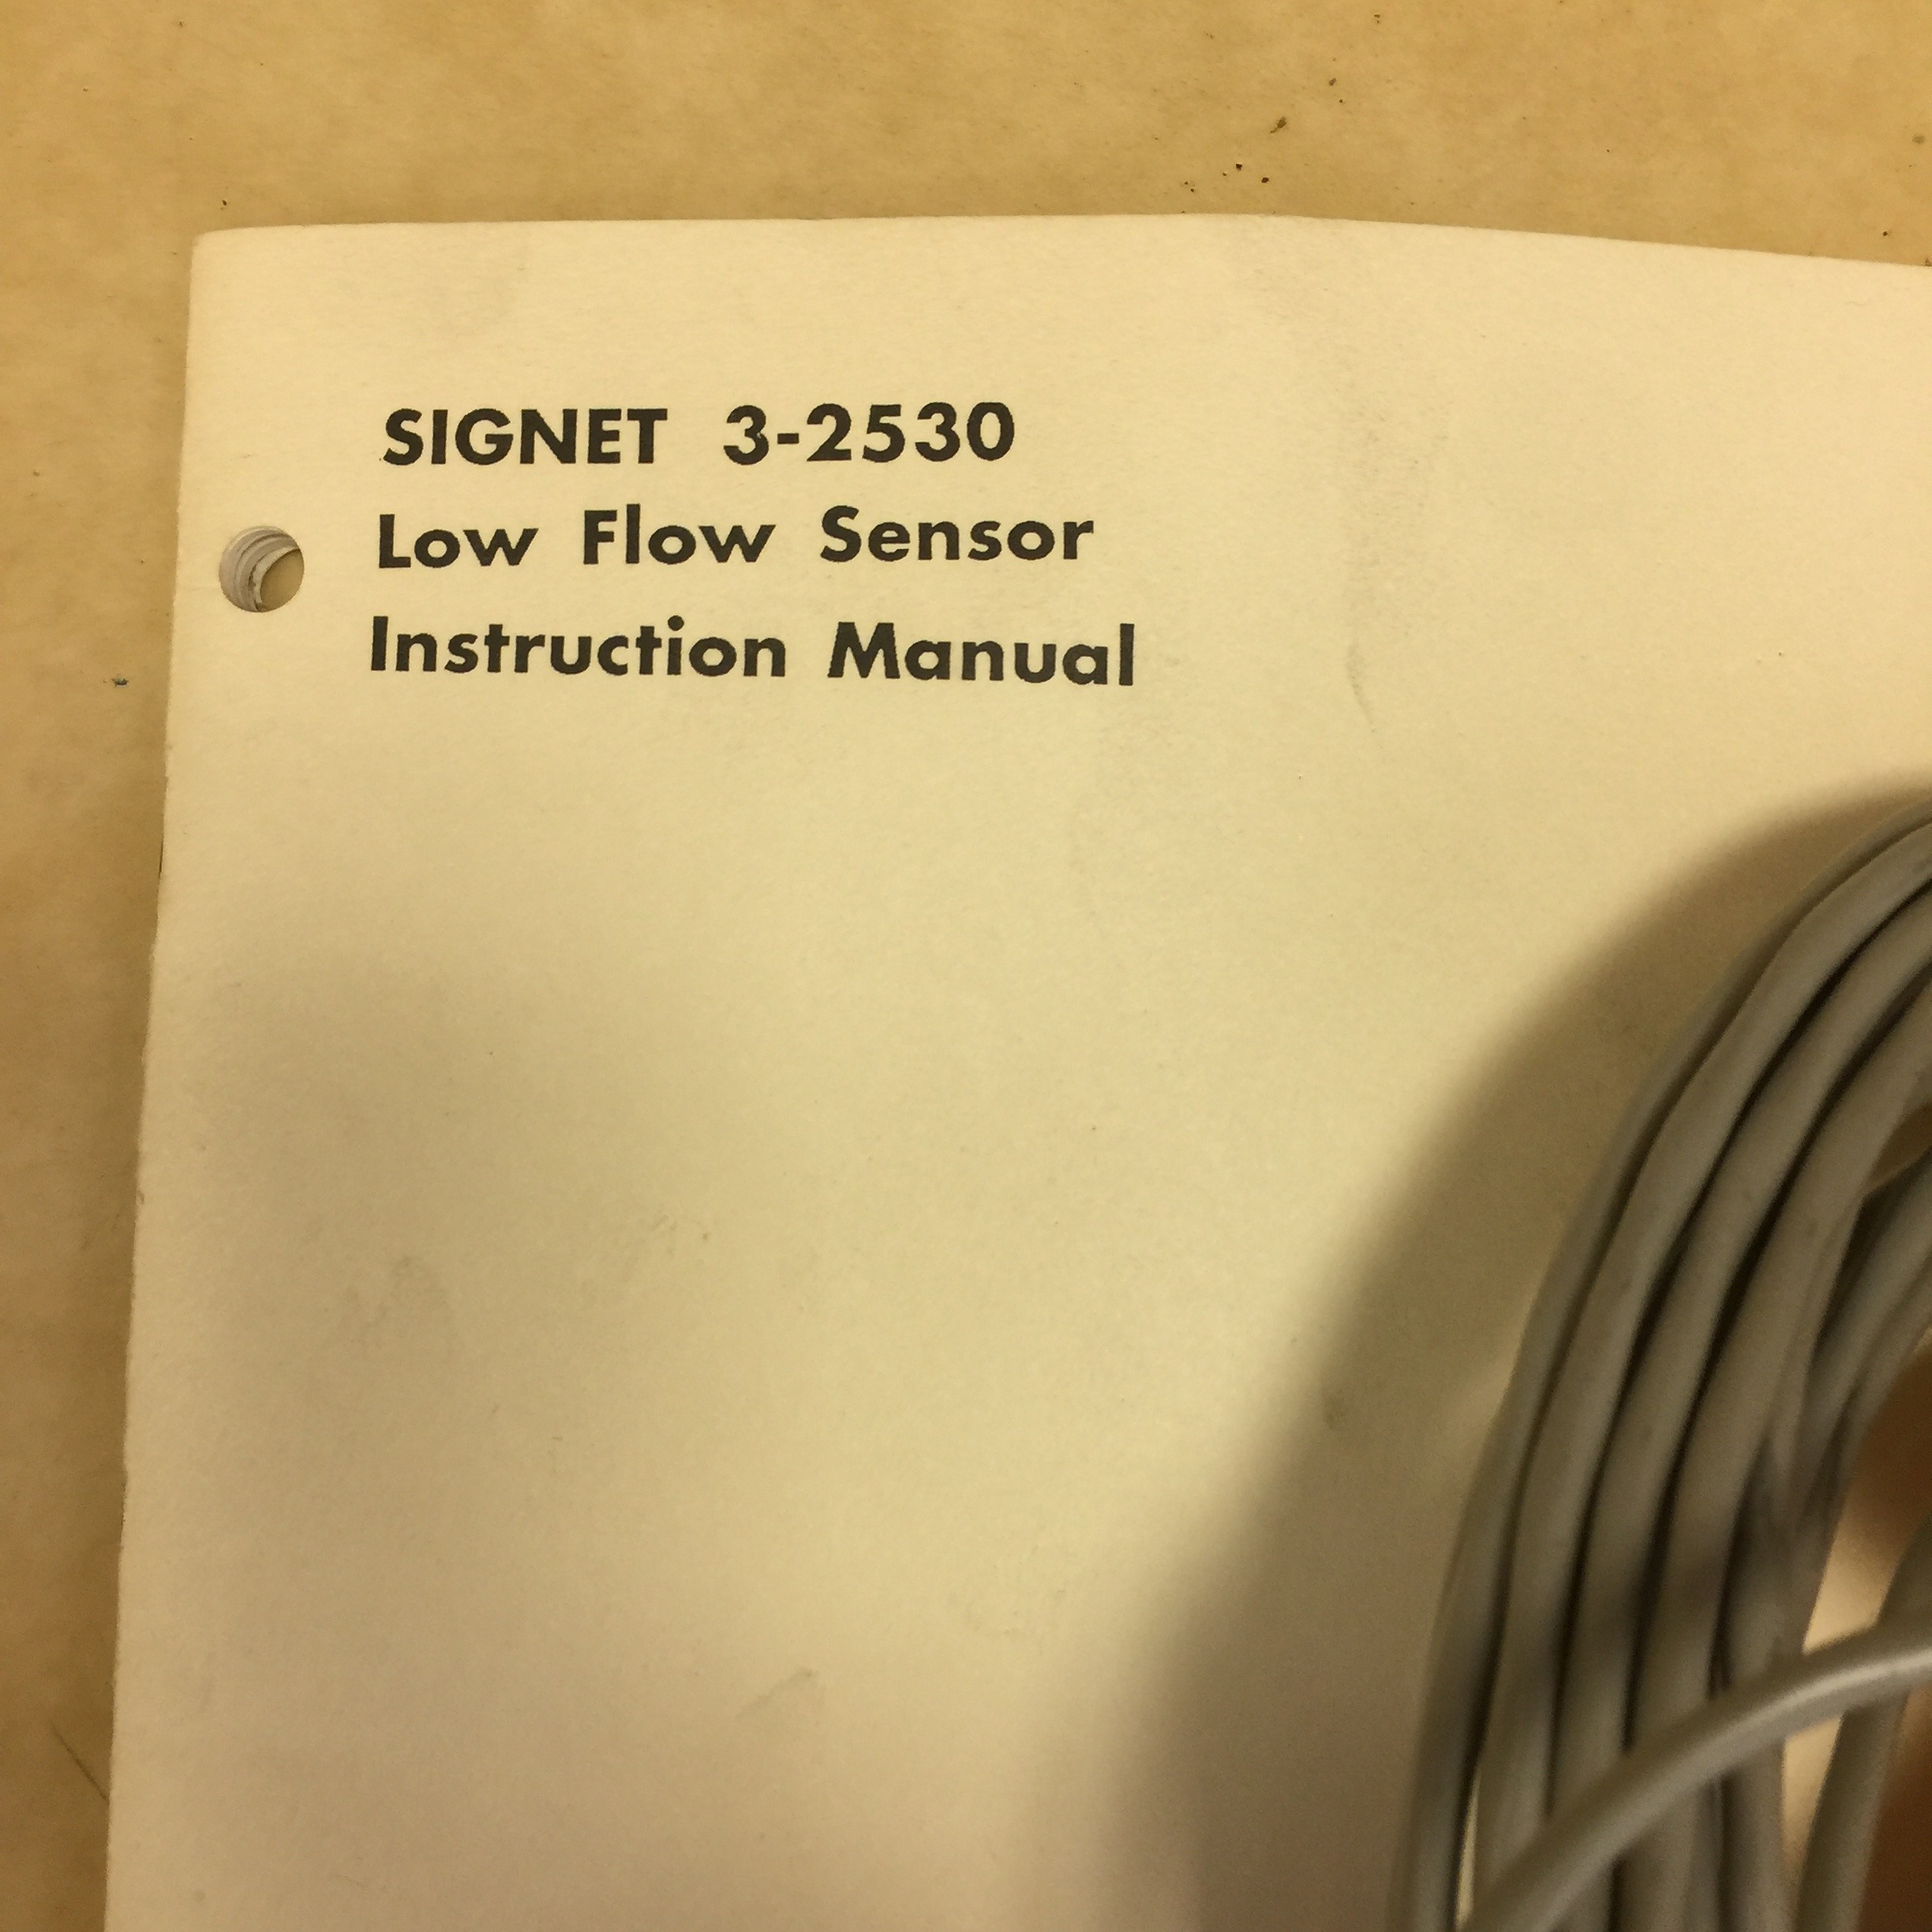 SIGNET 3-2530
Low Flow Sensor
Instruction Manual